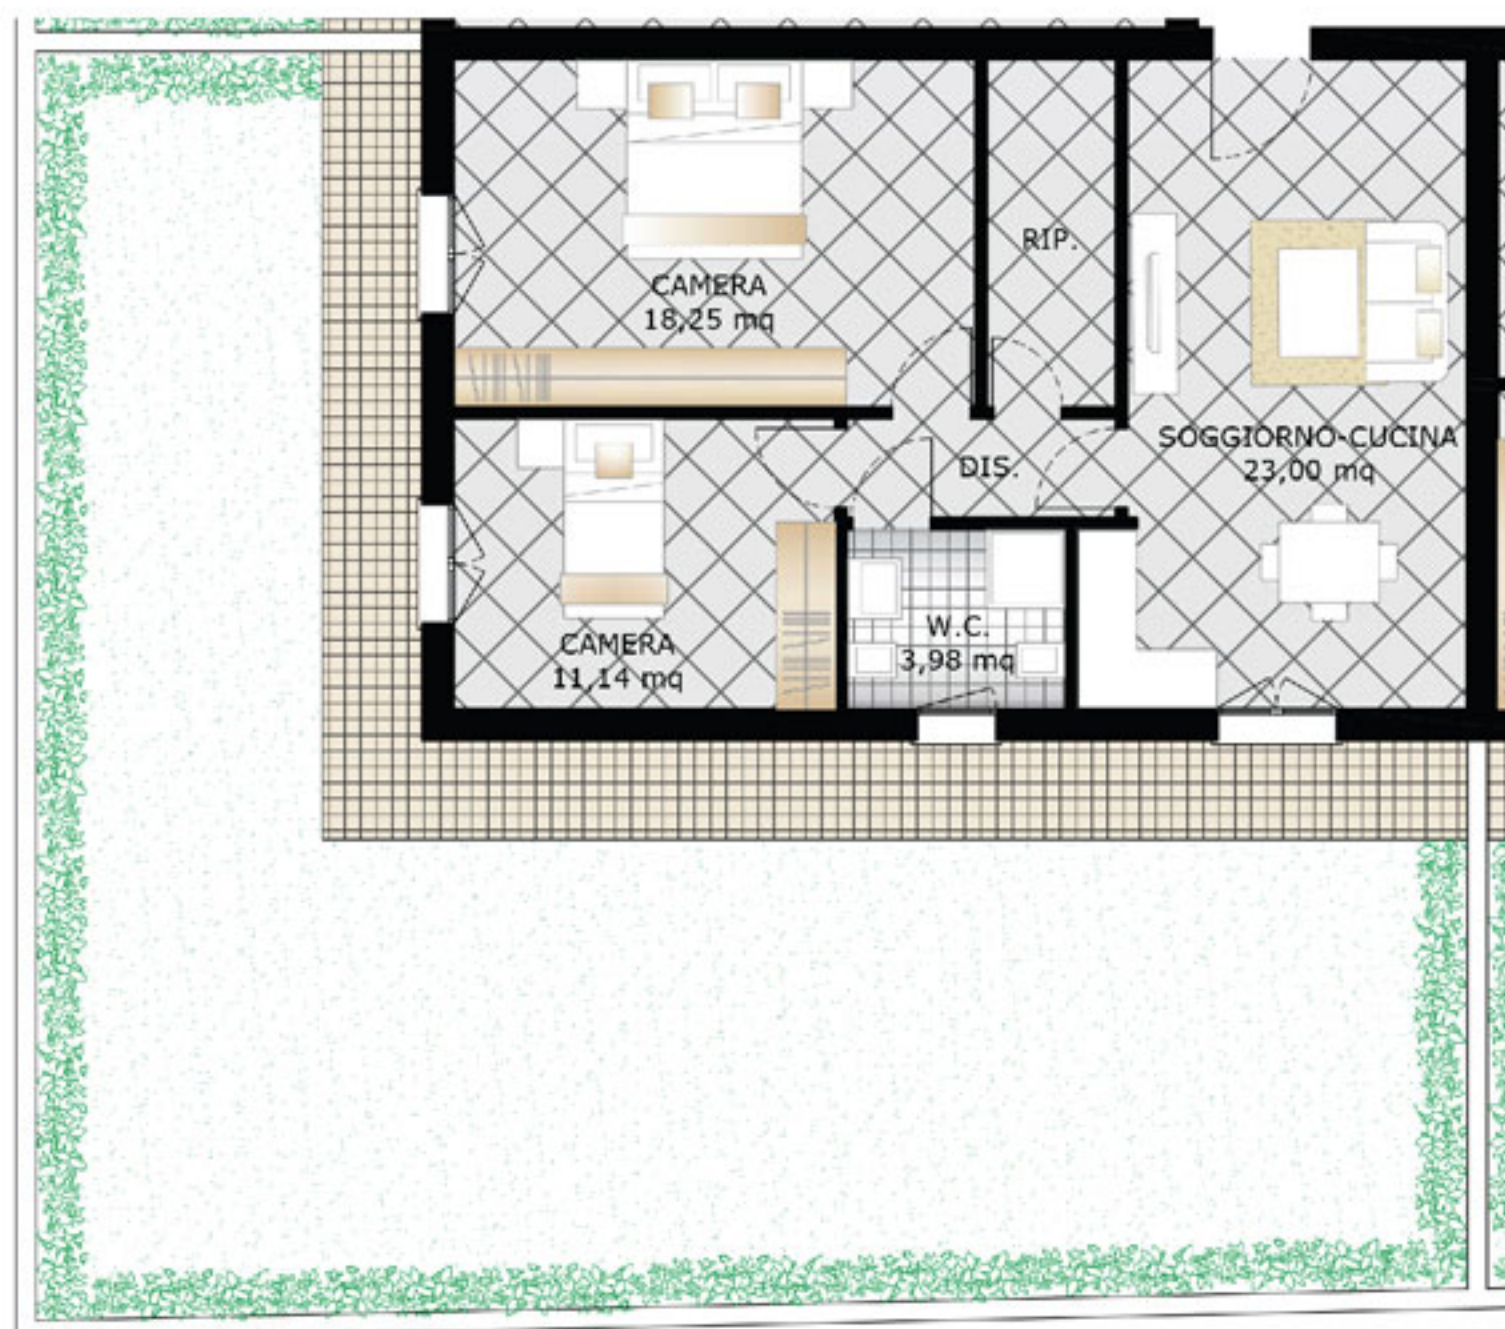 RIP.
CAMERA
18,25 mq
SOGGIORNO-CUCINA
23,00 mq
DIS.
W.C.
3,98 mq
CAMERA
11,14 mq